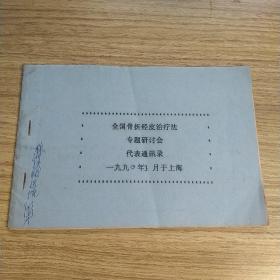 全国骨折经皮治疗法
专题研讨会
代表通讯录
一九九〇年11月于上海